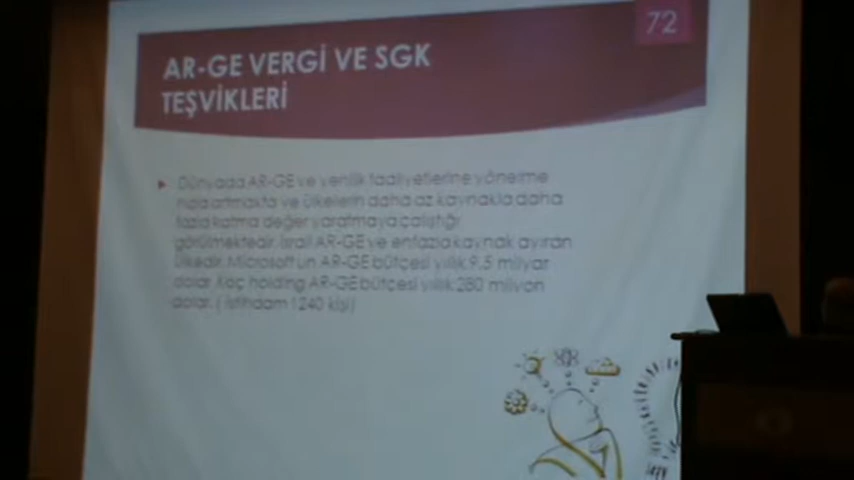 72
AR-GE VERGİ VE SGK
TEŞVİKLERİ
Dünyada AR-GE ve yenilik faaliyetlerine yönelme
hızla artmakta ve ülkelerin daha az kaynakla daha
fazla katma değer yaratmaya çalıştığı
görülmektedir. İsrail AR-GE ye enfazla kaynak ayıran
ülkedir. Microsoft'un AR-GE bütçesi yıllık 9,5 milyar
dolar. Koç holding AR-GE bütçesi yıllık 280 milyon
dolar. ( istihdam 1240 kişi)